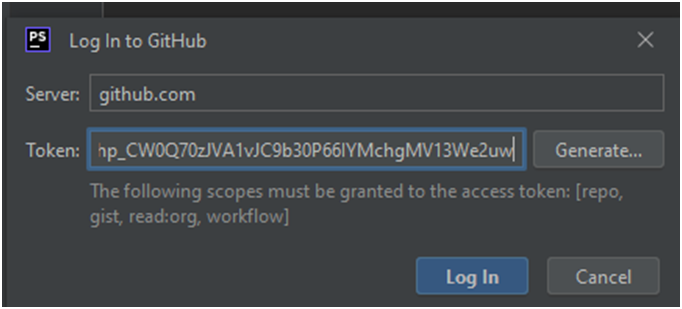 PS Log In to GitHub
Server: github.com
Token: hp_CW0Q70zJVA1vJC9b30P66lYMchgMV13We2uw Generate...
The following scopes must be granted to the access token: [repo,
gist, read:org, workflow]
Log In Cancel